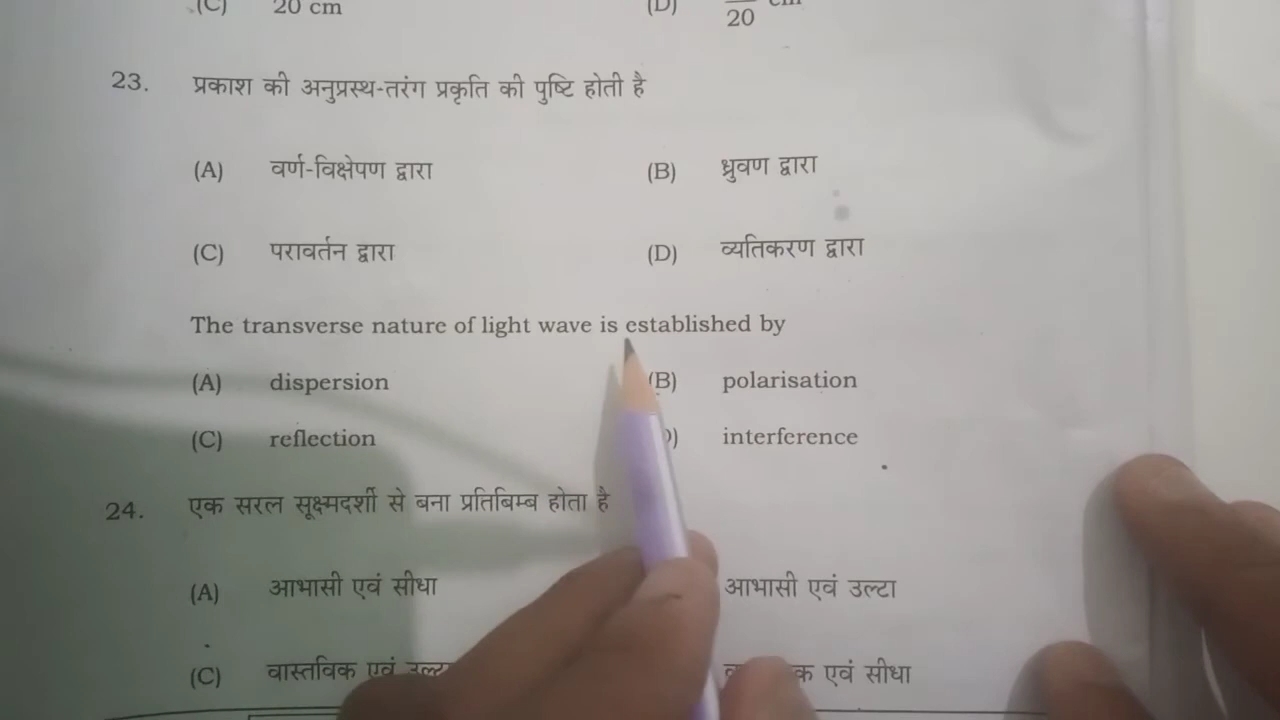 (C) 20 cm (D) 20 cm
23. प्रकाश की अनुप्रस्थ-तरंग प्रकृति की पुष्टि होती है
(A) वर्ण-विक्षेपण द्वारा (B) ध्रुवण द्वारा
(C) परावर्तन द्वारा (D) व्यतिकरण द्वारा
The transverse nature of light wave is established by
(A) dispersion (B) polarisation
(C) reflection interference
24. एक सरल सूक्ष्मदर्शी से बना प्रतिबिम्ब होता है
(A) आभासी एवं सीधा आभासी एवं उल्टा
(C) वास्तविक एवं एवं सीधा